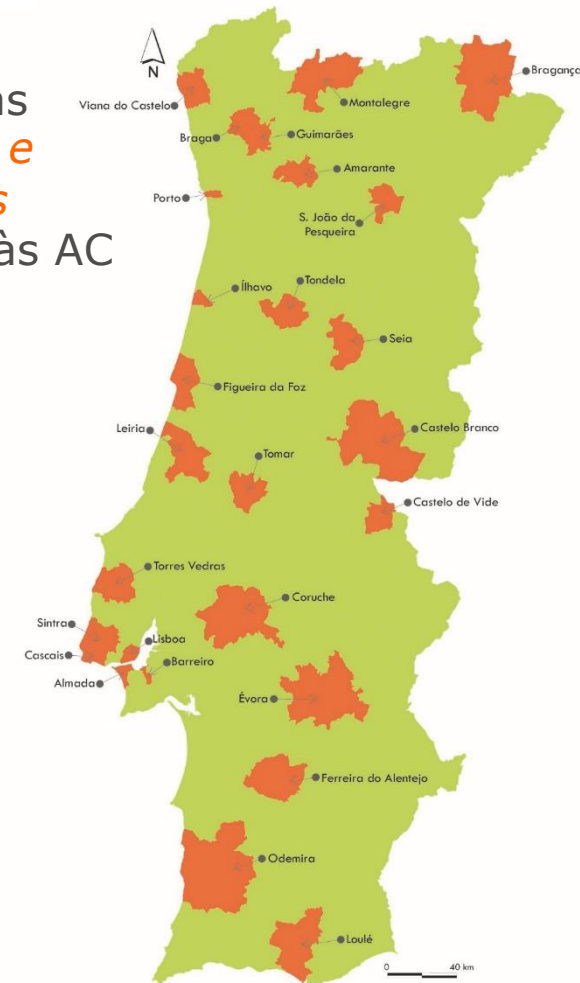 as
e
s
às AC
N
Bragança
Viana do Castelo
Montalegre
Braga
Guimarães
Amarante
Porto
S. João da
Pesqueira
Ílhavo
Tondela
Seia
Figueira da Foz
Leiria
Castelo Branco
Tomar
Castelo de Vide
Torres Vedras
Coruche
Sintra
Lisboa
Cascais
Barreiro
Almada
Évora
Ferreira do Alentejo
Odemira
Loulé
0 40 km